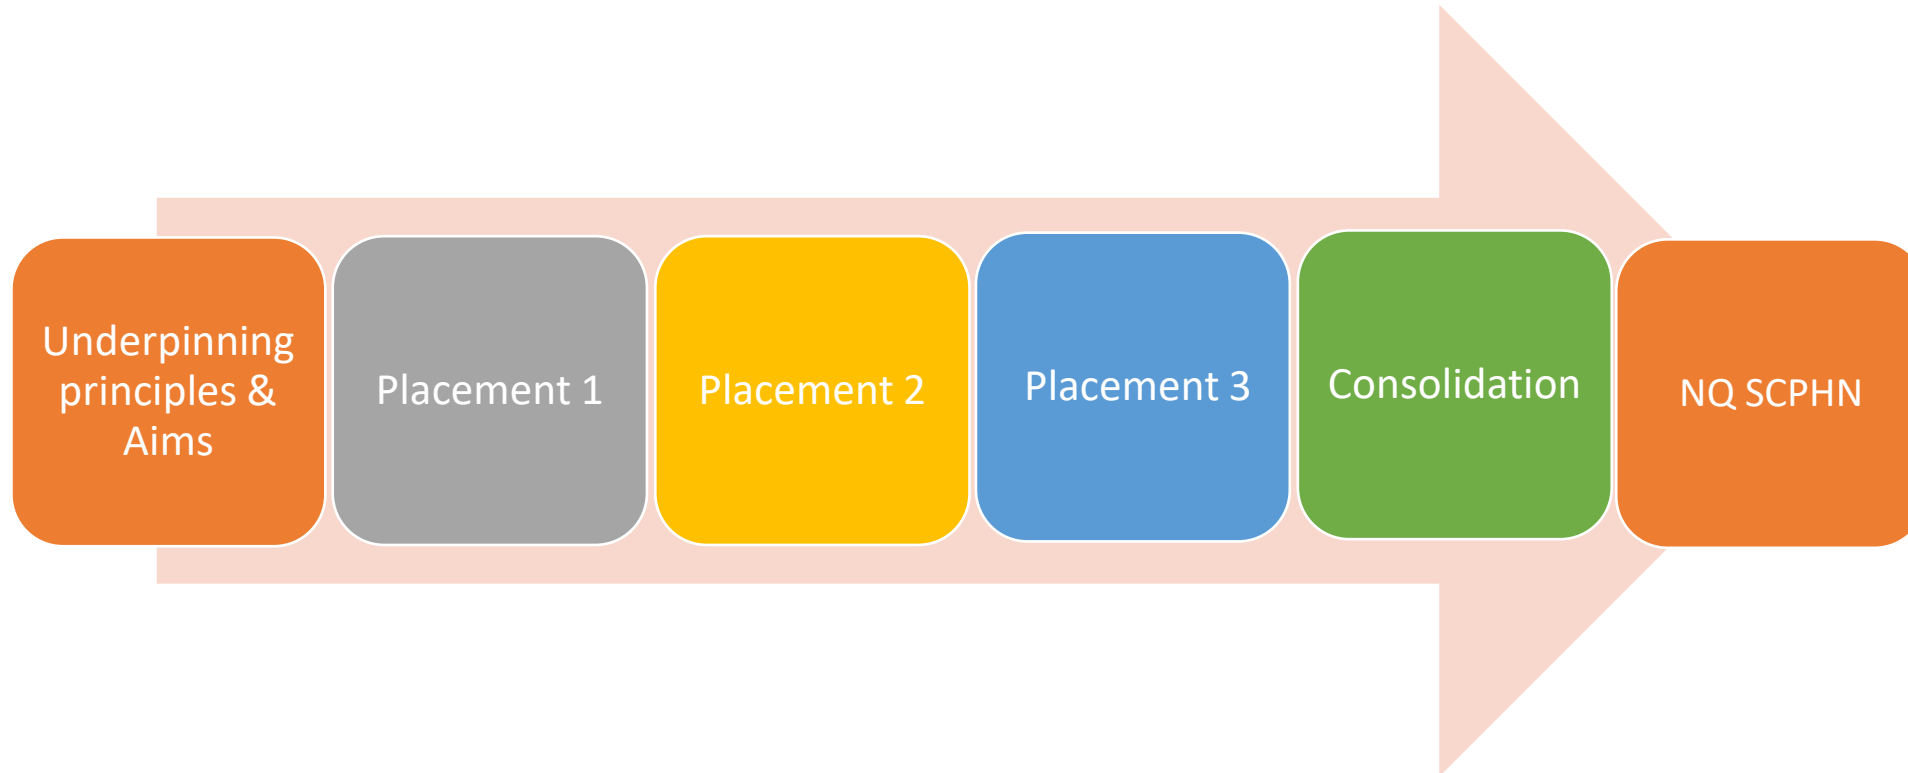 Underpinning
principles &
Aims
Placement 1
Placement 2
Placement 3
Consolidation
NQ SCPHN